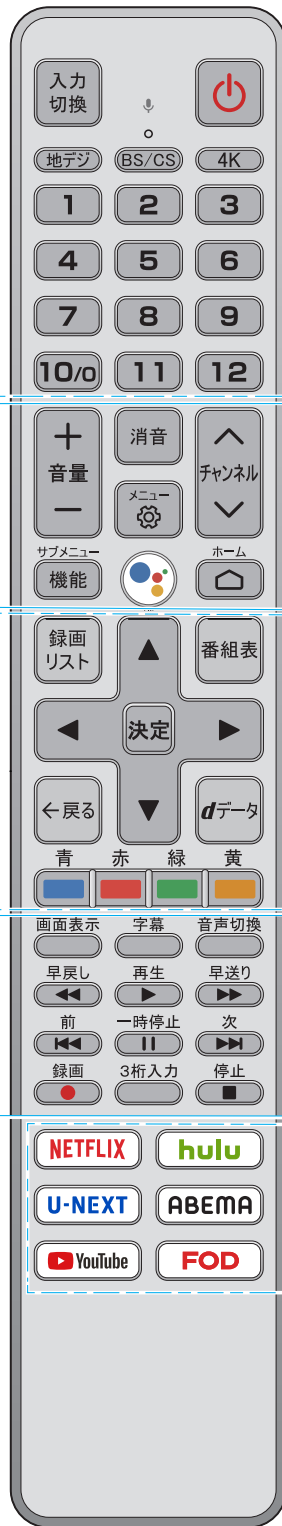 入力
切換
地デジ BS/CS 4K
1 2 3
4 5 6
7 8 9
10/0 11 12
音量 消音 チャンネル
メニュー
サブメニュー ホーム
機能
録画
リスト
番組表
決定
←戻る dデータ
青 赤 緑 黄
画面表示 字幕 音声切換
早戻し 再生 早送り
前 一時停止 次
録画 3桁入力 停止
NETFLIX hulu
U-NEXT ABEMA
YouTube FOD